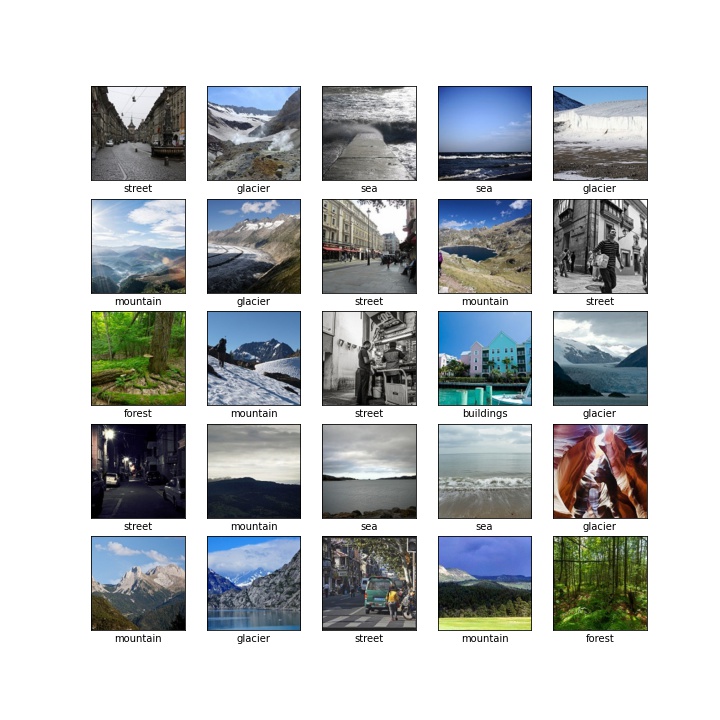 street glacier sea sea glacier
mountain glacier street mountain street
forest mountain street buildings glacier
street mountain sea sea glacier
mountain glacier street mountain forest